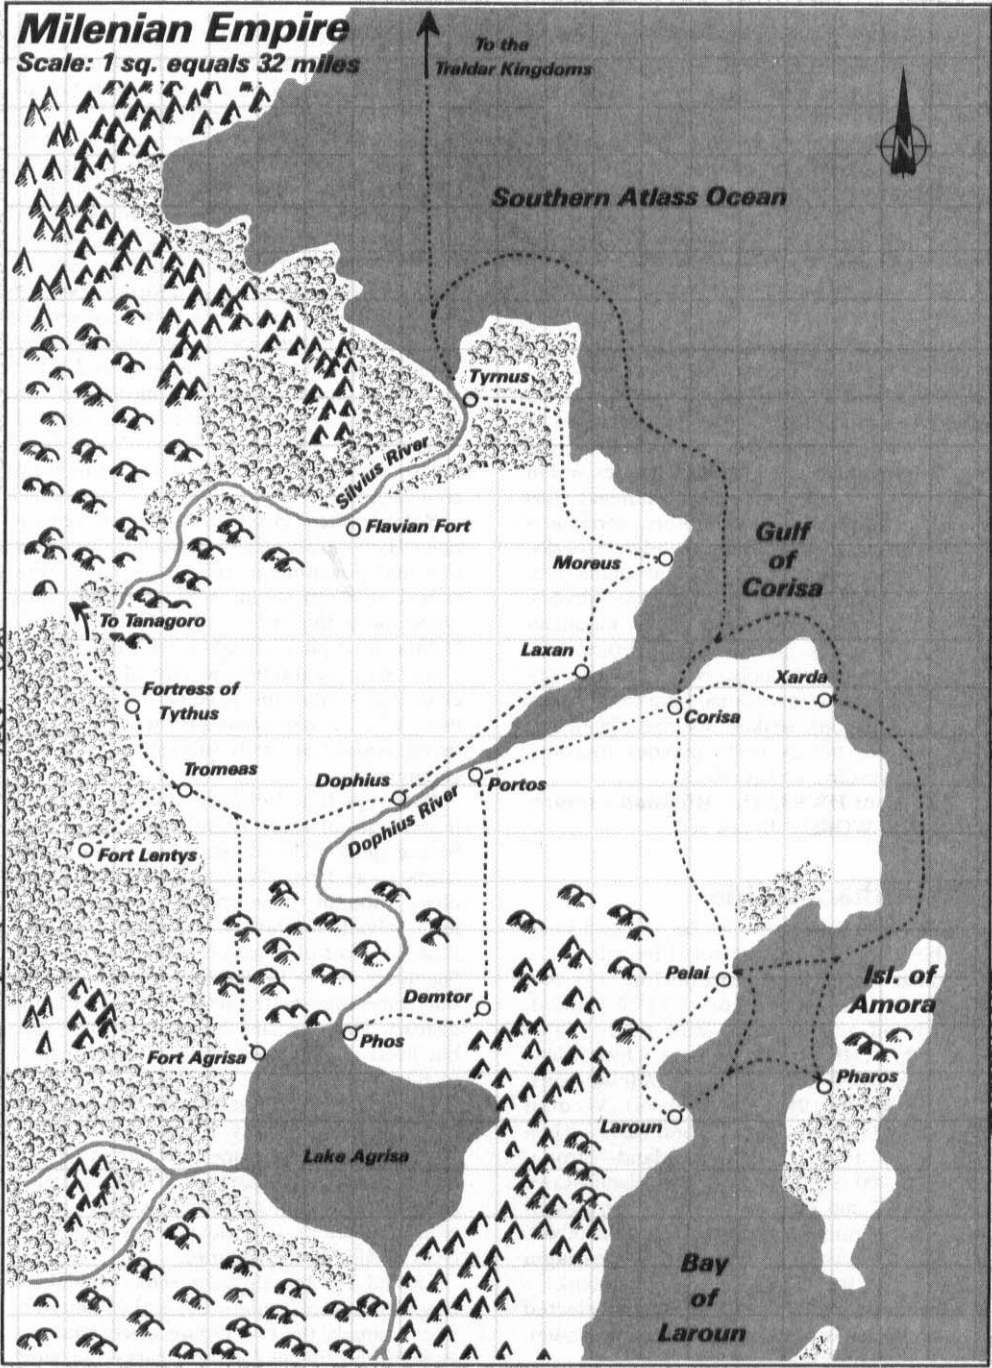 Milenian Empire
Scale: 1 sq. equals 32 miles
To the
Traldar Kingdoms
N
Southern Atlass Ocean
Tyrnus
Silvius River
Flavian Fort
Gulf
of
Corisa
Moreus
To Tanagoro
Laxan
Xarda
Fortress of
Tythus
Corisa
Tromeas
Dophius
Portos
Dophius River
Fort Lentys
Pelai
Isl. of
Amora
Demtor
Phos
Fort Agrisa
Pharos
Laroun
Lake Agrisa
Bay
of
Laroun